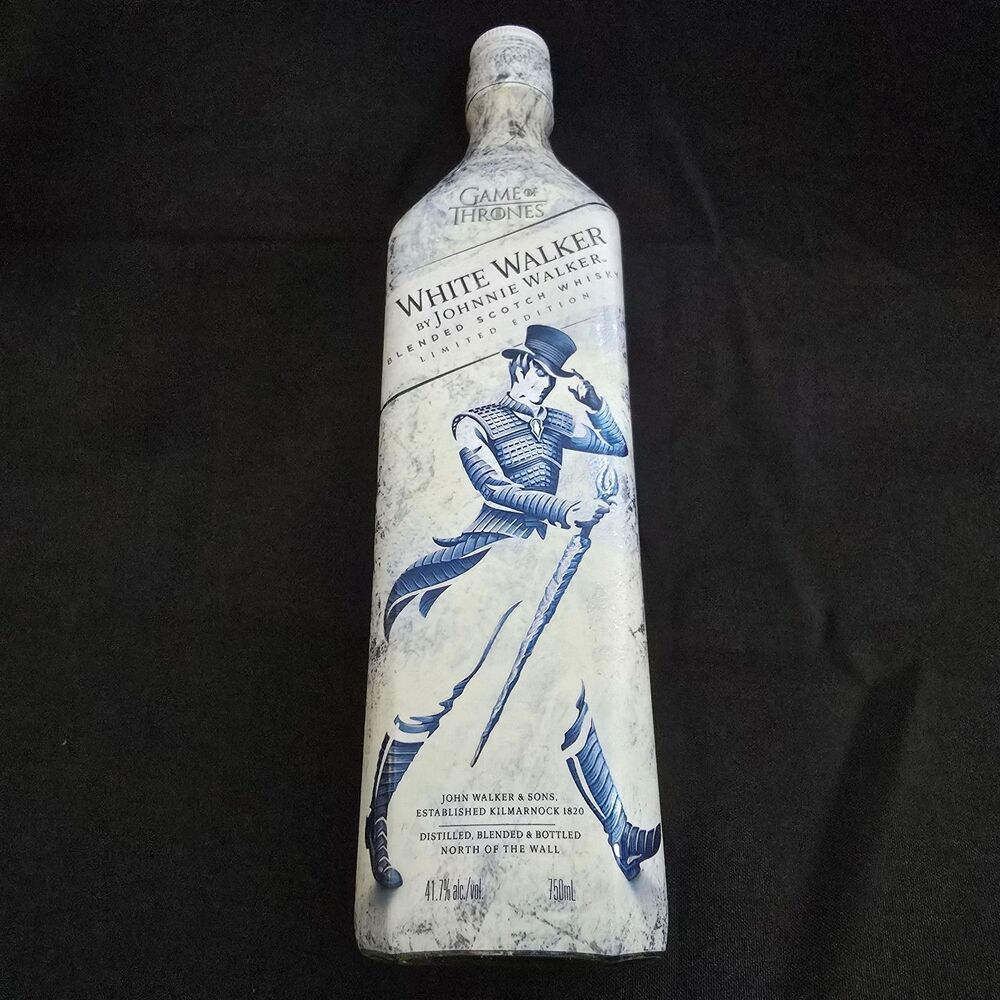 GAME OF
THRONES
WHITE WALKER
BY JOHNNIE WALKER™
BLENDED SCOTCH WHISKY
LIMITED EDITION
JOHN WALKER & SONS,
ESTABLISHED KILMARNOCK 1820
DISTILLED, BLENDED & BOTTLED
NORTH OF THE WALL
41.7% alc./vol. 750mL